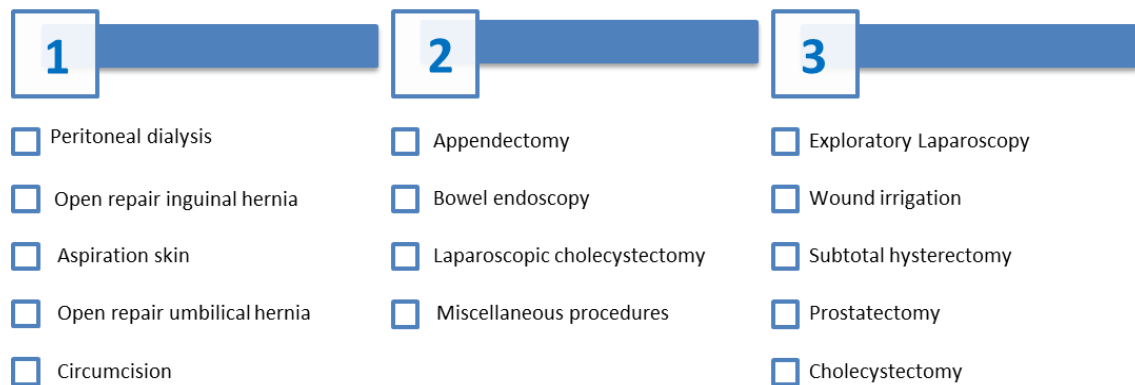 1
Peritoneal dialysis
Open repair inguinal hernia
Aspiration skin
Open repair umbilical hernia
Circumcision
2
Appendectomy
Bowel endoscopy
Laparoscopic cholecystectomy
Miscellaneous procedures
3
Exploratory Laparoscopy
Wound irrigation
Subtotal hysterectomy
Prostatectomy
Cholecystectomy